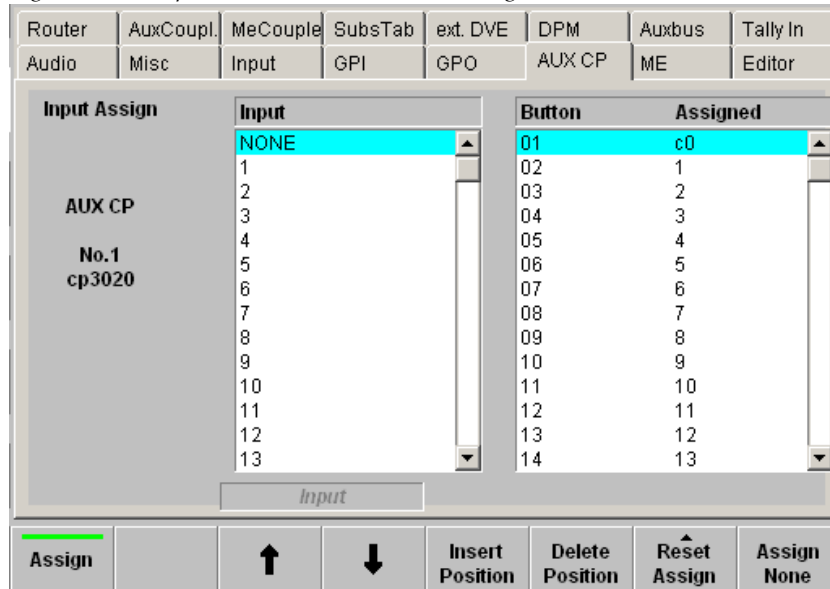 Router AuxCoupl. MeCouple SubsTab ext. DVE DPM Auxbus Tally In
Audio Misc Input GPI GPO AUX CP ME Editor
Input Assign Input Button Assigned
NONE 01 c0
1 02 1
2 03 2
AUX CP 3 04 3
4 05 4
No.1 5 06 5
cp3020 6 07 6
7 08 7
8 09 8
9 10 9
10 11 10
11 12 11
12 13 12
13 14 13
Input
Assign Insert Position Delete Position Reset Assign Assign None